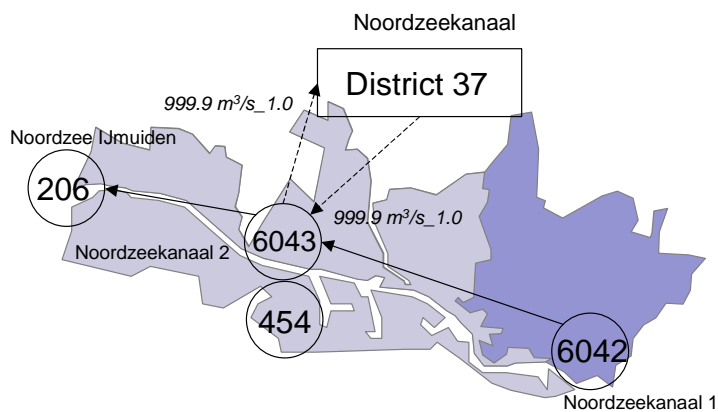 Noordzeekanaal
District 37
999.9 m³/s_1.0
Noordzee IJmuiden
206
999.9 m³/s_1.0
6043
Noordzeekanaal 2
454
6042
Noordzeekanaal 1